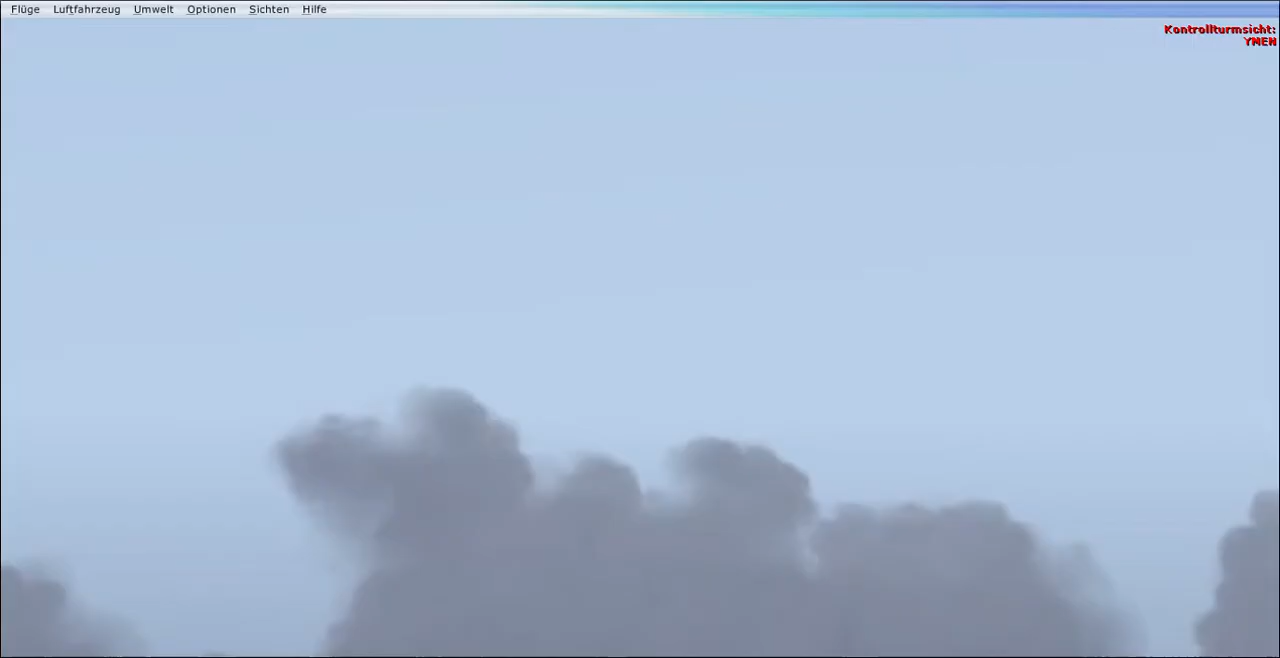 Flüge Luftfahrzeug Umwelt Optionen Sichten Hilfe
Kontrollturmsicht:
YMEN